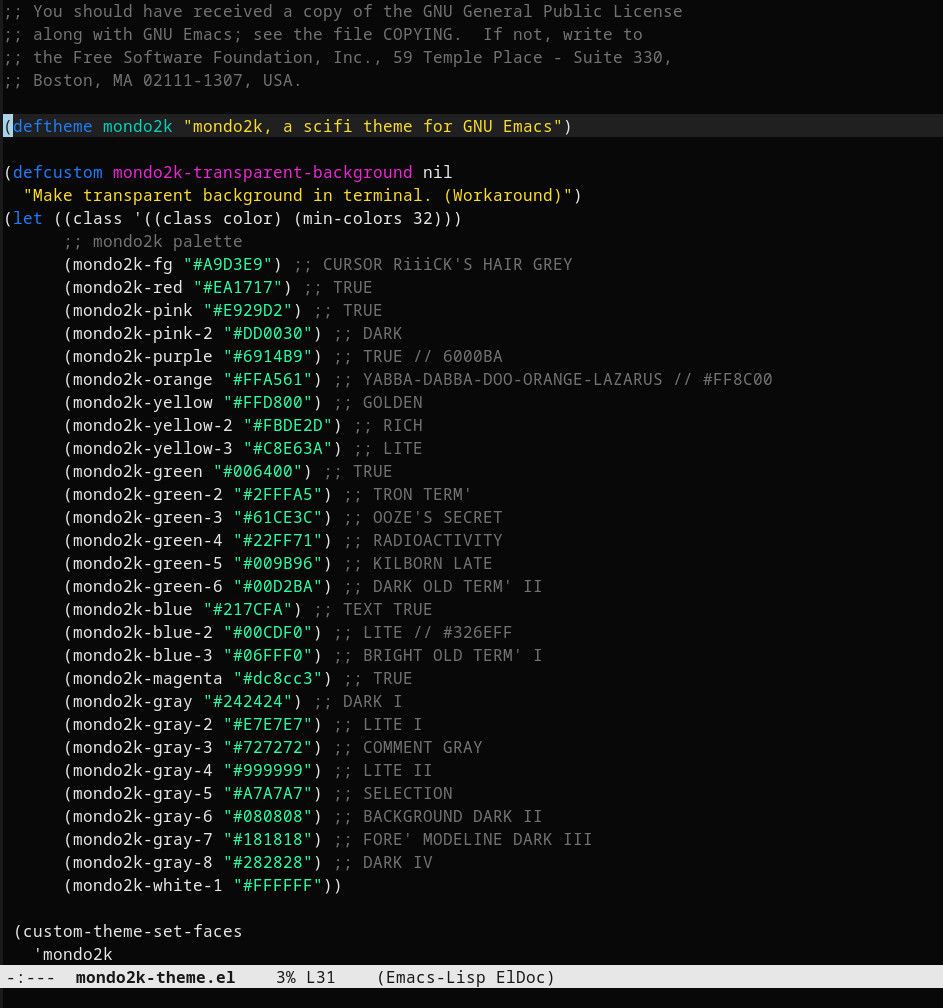 ;; You should have received a copy of the GNU General Public License
;; along with GNU Emacs; see the file COPYING.  If not, write to
;; the Free Software Foundation, Inc., 59 Temple Place - Suite 330,
;; Boston, MA 02111-1307, USA.

(deftheme mondo2k "mondo2k, a scifi theme for GNU Emacs")

(defcustom mondo2k-transparent-background nil
  "Make transparent background in terminal. (Workaround)")
(let ((class '((class color) (min-colors 32)))
      ;; mondo2k palette
      (mondo2k-fg "#A9D3E9") ;; CURSOR RiiiCK'S HAIR GREY
      (mondo2k-red "#EA1717") ;; TRUE
      (mondo2k-pink "#E929D2") ;; TRUE
      (mondo2k-pink-2 "#DD0030") ;; DARK
      (mondo2k-purple "#6914B9") ;; TRUE // 6000BA
      (mondo2k-orange "#FFA561") ;; YABBA-DABBA-DOO-ORANGE-LAZARUS // #FF8C00
      (mondo2k-yellow "#FFD800") ;; GOLDEN
      (mondo2k-yellow-2 "#FBDE2D") ;; RICH
      (mondo2k-yellow-3 "#C8E63A") ;; LITE
      (mondo2k-green "#006400") ;; TRUE
      (mondo2k-green-2 "#2FFFA5") ;; TRON TERM'
      (mondo2k-green-3 "#61CE3C") ;; OOZE'S SECRET
      (mondo2k-green-4 "#22FF71") ;; RADIOACTIVITY
      (mondo2k-green-5 "#009B96") ;; KILBORN LATE
      (mondo2k-green-6 "#00D2BA") ;; DARK OLD TERM' II
      (mondo2k-blue "#217CFA") ;; TEXT TRUE
      (mondo2k-blue-2 "#00CDF0") ;; LITE // #326EFF
      (mondo2k-blue-3 "#06FFF0") ;; BRIGHT OLD TERM' I
      (mondo2k-magenta "#dc8cc3") ;; TRUE
      (mondo2k-gray "#242424") ;; DARK I
      (mondo2k-gray-2 "#E7E7E7") ;; LITE I
      (mondo2k-gray-3 "#727272") ;; COMMENT GRAY
      (mondo2k-gray-4 "#999999") ;; LITE II
      (mondo2k-gray-5 "#A7A7A7") ;; SELECTION
      (mondo2k-gray-6 "#080808") ;; BACKGROUND DARK II
      (mondo2k-gray-7 "#181818") ;; FORE' MODELINE DARK III
      (mondo2k-gray-8 "#282828") ;; DARK IV
      (mondo2k-white-1 "#FFFFFF"))

 (custom-theme-set-faces
   'mondo2k
-:---  mondo2k-theme.el    3% L31    (Emacs-Lisp ElDoc)